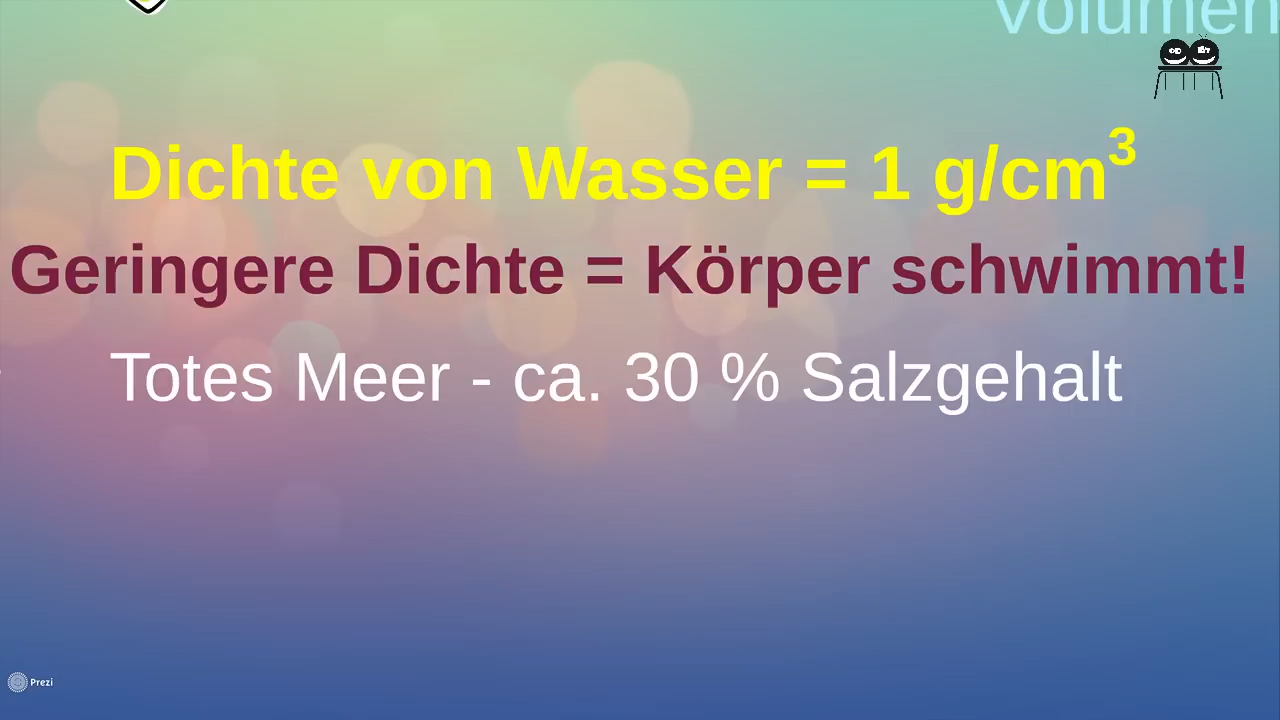 Volumen
Dichte von Wasser = 1 g/cm³
Geringere Dichte = Körper schwimmt!
Totes Meer - ca. 30 % Salzgehalt
Prezi